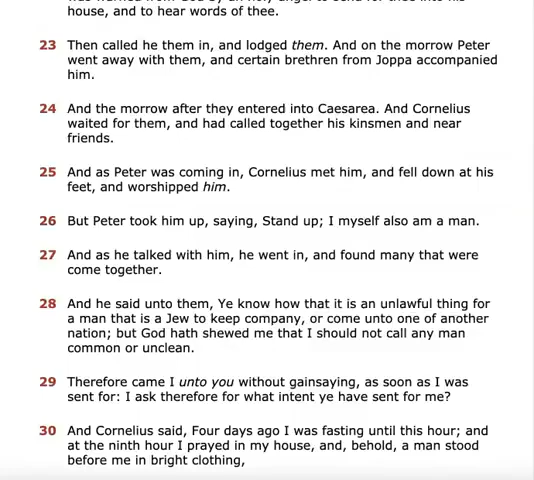 house, and to hear words of thee.
23 Then called he them in, and lodged them. And on the morrow Peter
went away with them, and certain brethren from Joppa accompanied
him.
24 And the morrow after they entered into Caesarea. And Cornelius
waited for them, and had called together his kinsmen and near
friends.
25 And as Peter was coming in, Cornelius met him, and fell down at his
feet, and worshipped him.
26 But Peter took him up, saying, Stand up; I myself also am a man.
27 And as he talked with him, he went in, and found many that were
come together.
28 And he said unto them, Ye know how that it is an unlawful thing for
a man that is a Jew to keep company, or come unto one of another
nation; but God hath shewed me that I should not call any man
common or unclean.
29 Therefore came I unto you without gainsaying, as soon as I was
sent for: I ask therefore for what intent ye have sent for me?
30 And Cornelius said, Four days ago I was fasting until this hour; and
at the ninth hour I prayed in my house, and, behold, a man stood
before me in bright clothing,